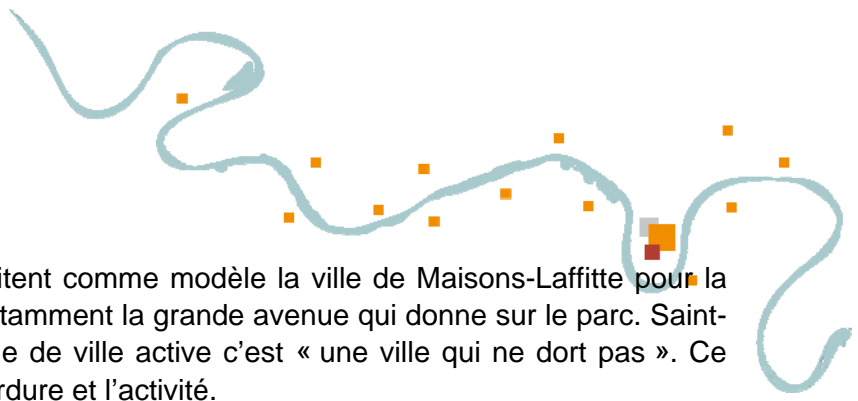 itent comme modèle la ville de Maisons-Laffitte pour la
tamment la grande avenue qui donne sur le parc. Saint-
e de ville active c'est « une ville qui ne dort pas ». Ce
rdure et l'activité.